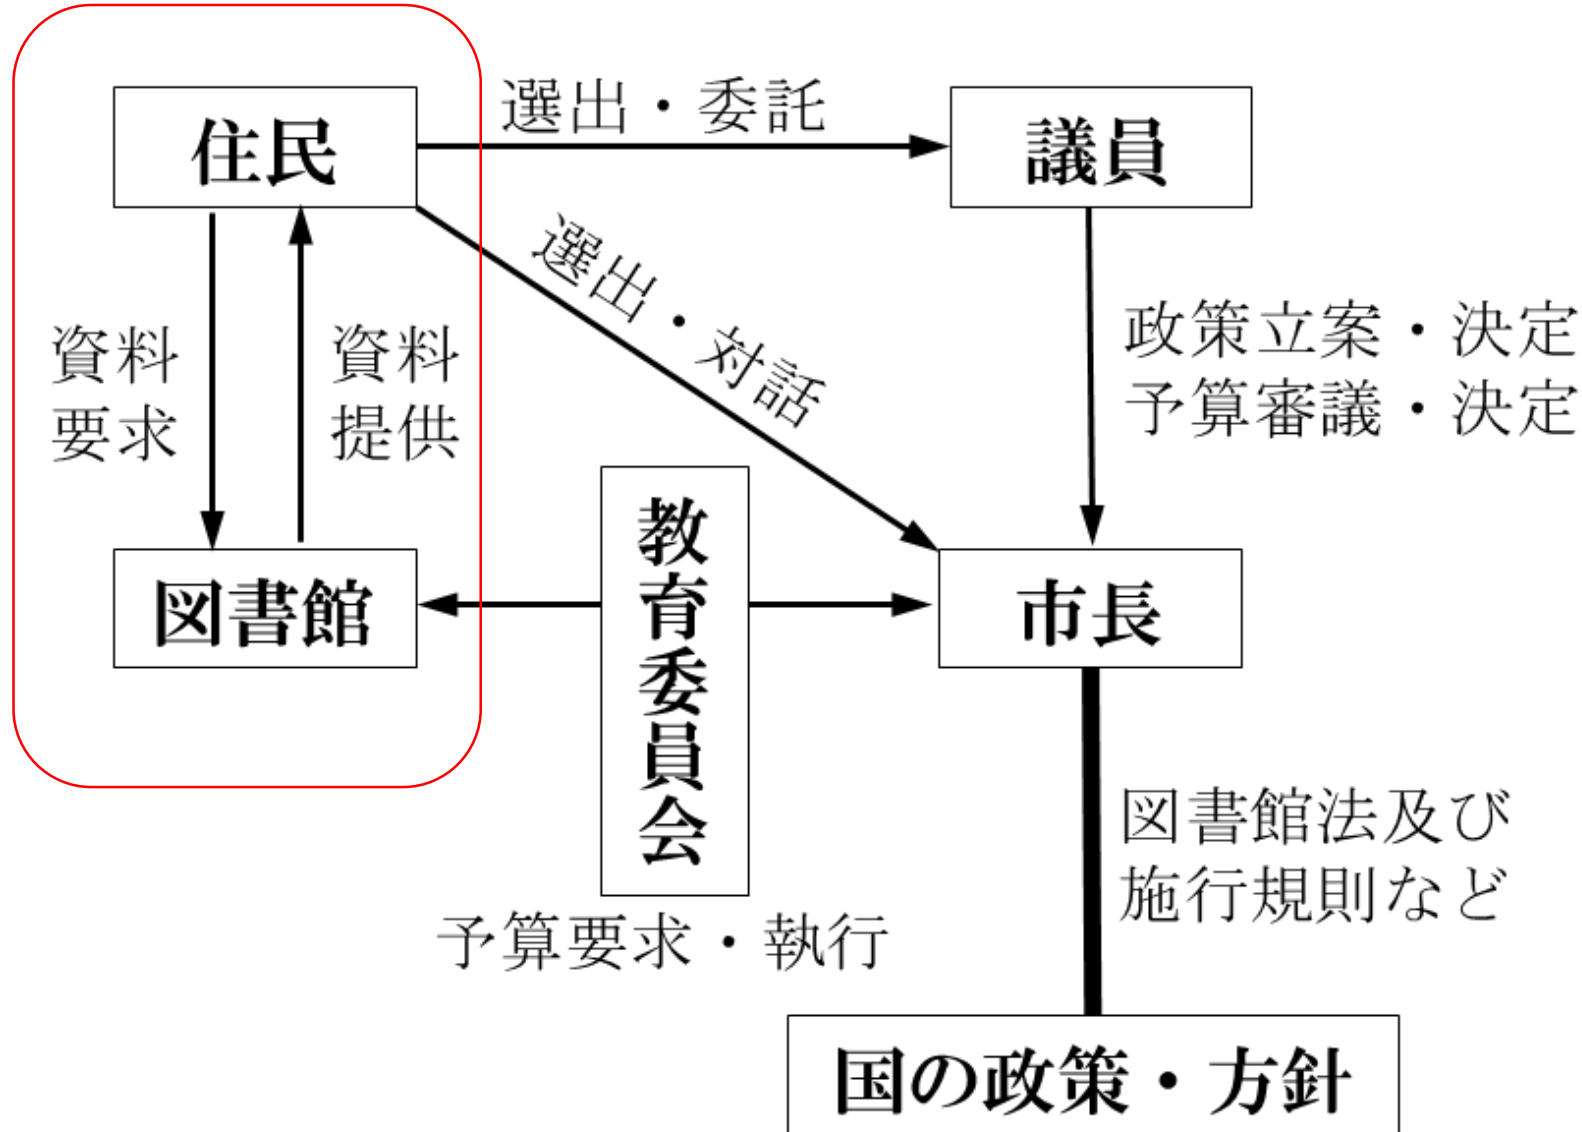 選出・委託
住民
議員
選出・対話
資料
要求
資料
提供
政策立案・決定
予算審議・決定
教育委員会
図書館
市長
図書館法及び
施行規則など
予算要求・執行
国の政策・方針